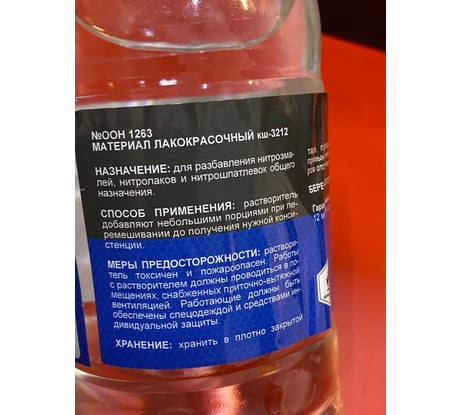 №ООН 1263
МАТЕРИАЛ ЛАКОКРАСОЧНЫЙ кш-3212
НАЗНАЧЕНИЕ: для разбавления нитроэма-
лей, нитролаков и нитрошпатлевок общего
назначения.
СПОСОБ ПРИМЕНЕНИЯ: растворитель
добавляют небольшими порциями при пе-
ремешивании до получения нужной конси-
стенции.
МЕРЫ ПРЕДОСТОРОЖНОСТИ: раствори-
тель токсичен и пожароопасен. Работы
с растворителем должны проводиться в по-
мещениях, снабженных приточно-вытяжной
вентиляцией. Работающие должны быть
обеспечены спецодеждой и средствами ин-
дивидуальной защиты.
ХРАНЕНИЕ: хранить в плотно закрытой
прямых
12